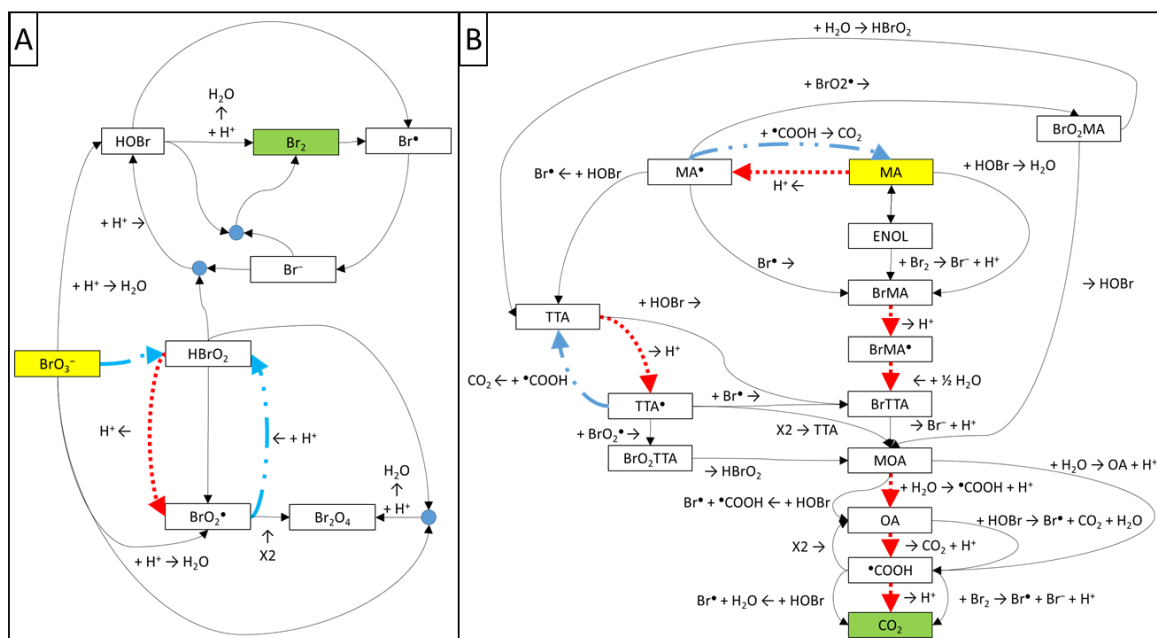 A
H₂O
↑
+ H⁺
HOBr
Br₂
Br•
+ H⁺ →
Br⁻
+ H⁺ → H₂O
BrO₃⁻
HBrO₂
H⁺ ←
← + H⁺
H₂O
↑
+ H⁺
BrO₂•
Br₂O₄
↑
X2
+ H⁺ → H₂O
B
+ H₂O → HBrO₂
+ BrO2• →
BrO₂MA
+ •COOH → CO₂
Br• ← + HOBr
MA•
MA
+ HOBr → H₂O
H⁺ ←
ENOL
+ Br₂ → Br⁻ + H⁺
Br• →
BrMA
→ HOBr
+ HOBr →
→ H⁺
TTA
BrMA•
→ H⁺
CO₂ ← + •COOH
← + ½ H₂O
+ Br• →
TTA•
BrTTA
+ BrO₂• →
X2 → TTA
→ Br⁻ + H⁺
BrO₂TTA
→ HBrO₂
MOA
+ H₂O → OA + H⁺
+ H₂O → •COOH + H⁺
Br• + •COOH ← + HOBr
OA
+ HOBr → Br• + CO₂ + H₂O
X2 →
→ CO₂ + H⁺
•COOH
Br• + H₂O ← + HOBr
→ H⁺
+ Br₂ → Br• + Br⁻ + H⁺
CO₂